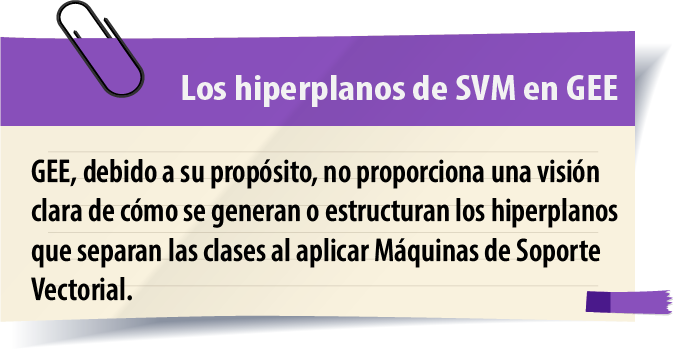 Los hiperplanos de SVM en GEE
GEE, debido a su propósito, no proporciona una visión
clara de cómo se generan o estructuran los hiperplanos
que separan las clases al aplicar Máquinas de Soporte
Vectorial.